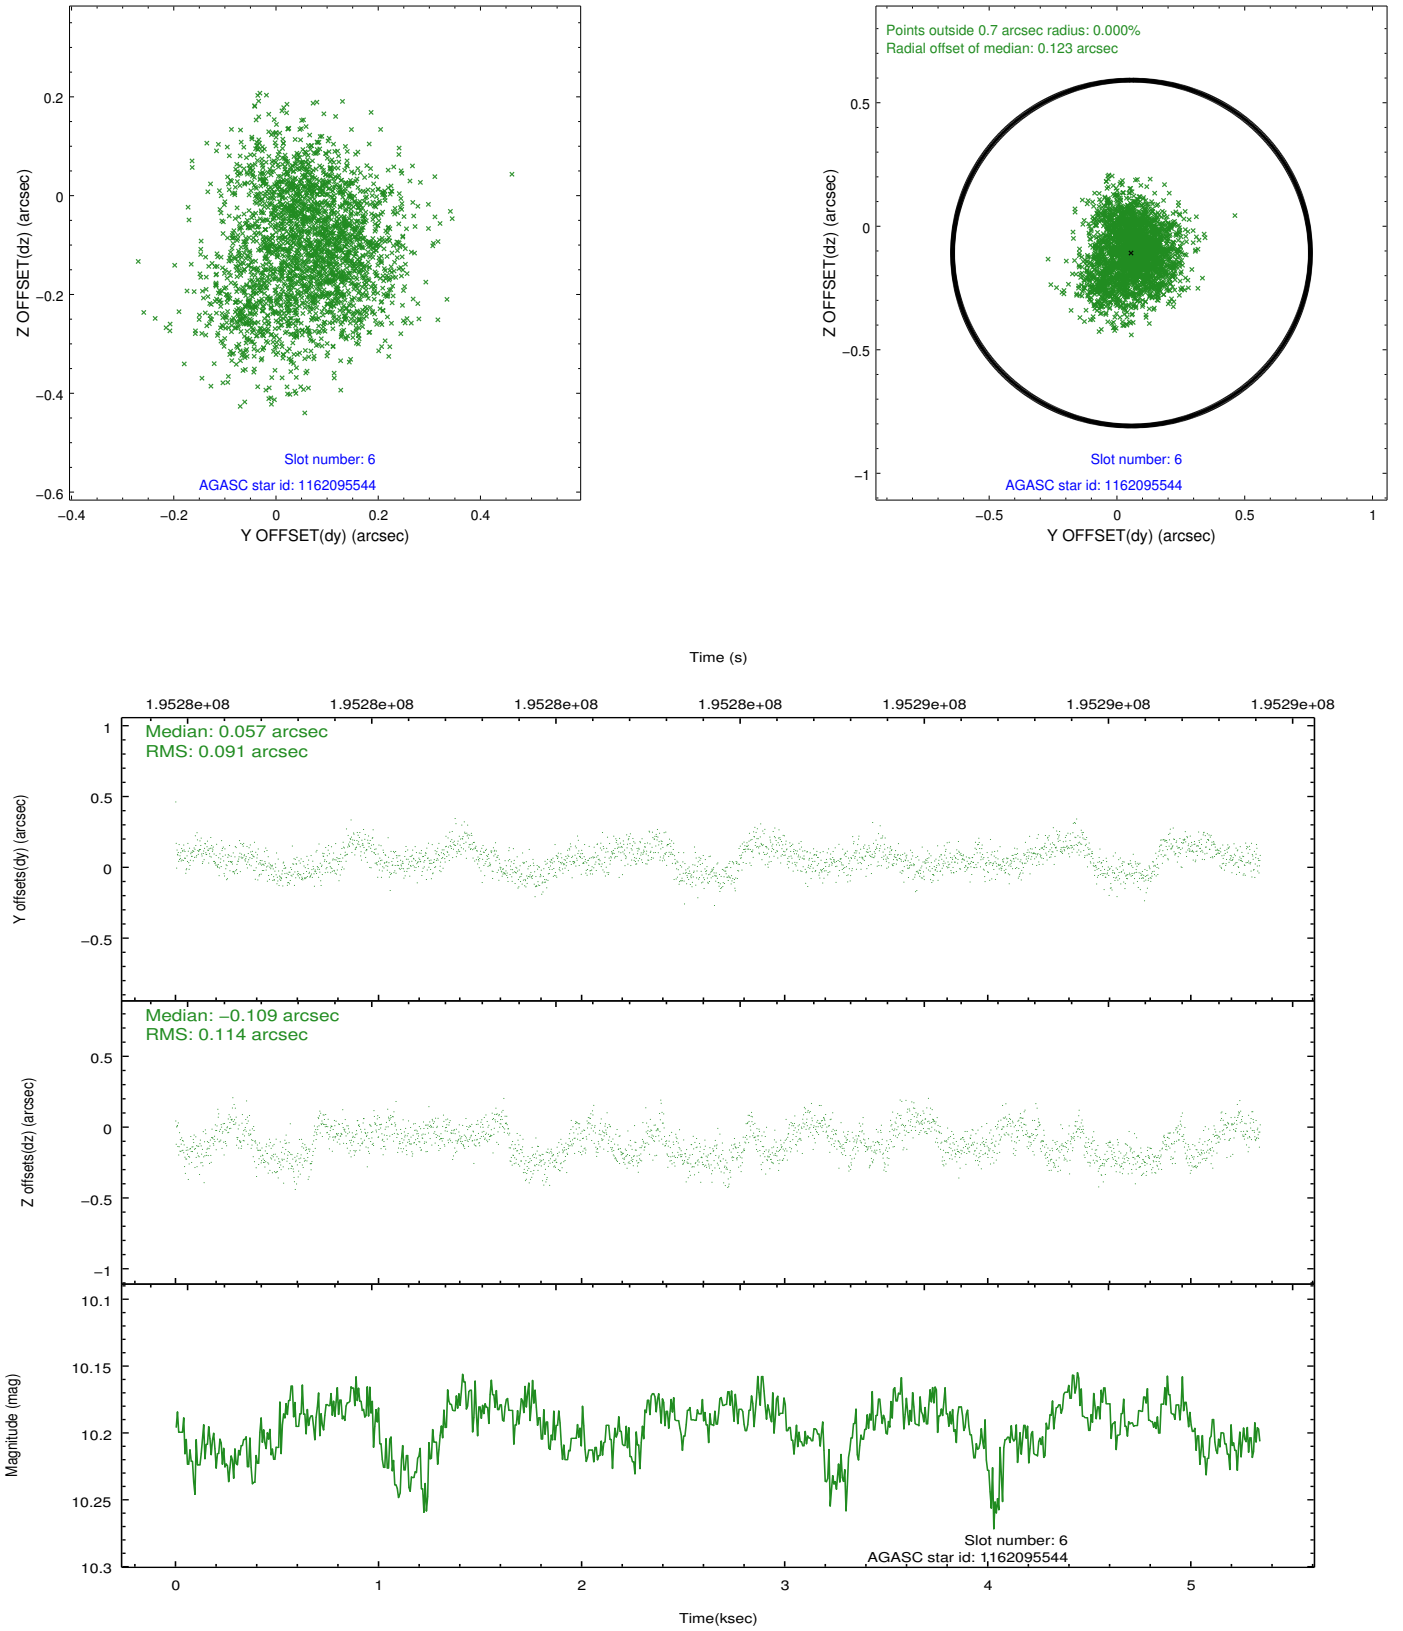 0.2
0
−0.2
−0.4
−0.6
Z OFFSET(dz) (arcsec)
Slot number: 6
AGASC star id: 1162095544
−0.4 −0.2 0 0.2 0.4
Y OFFSET(dy) (arcsec)
Points outside 0.7 arcsec radius: 0.000%
Radial offset of median: 0.123 arcsec
0.5
0
−0.5
−1
Z OFFSET(dz) (arcsec)
Slot number: 6
AGASC star id: 1162095544
−0.5 0 0.5 1
Y OFFSET(dy) (arcsec)
Time (s)
1.9528e+08 1.9528e+08 1.9528e+08 1.9528e+08 1.9529e+08 1.9529e+08 1.9529e+08
Median: 0.057 arcsec
RMS: 0.091 arcsec
1
0.5
0
−0.5
Y offsets(dy) (arcsec)
Median: −0.109 arcsec
RMS: 0.114 arcsec
0.5
0
−0.5
−1
Z offsets(dz) (arcsec)
10.1
10.15
10.2
10.25
10.3
Magnitude (mag)
Slot number: 6
AGASC star id: 1162095544
0 1 2 3 4 5
Time(ksec)